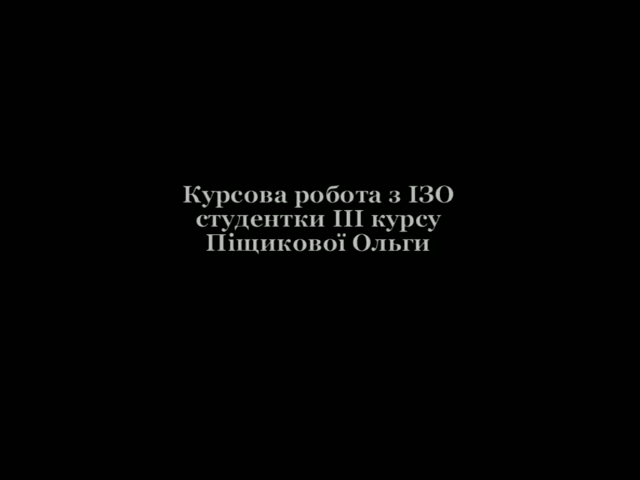 Курсова робота з ІЗО
студентки ІІІ курсу
Піщикової Ольги